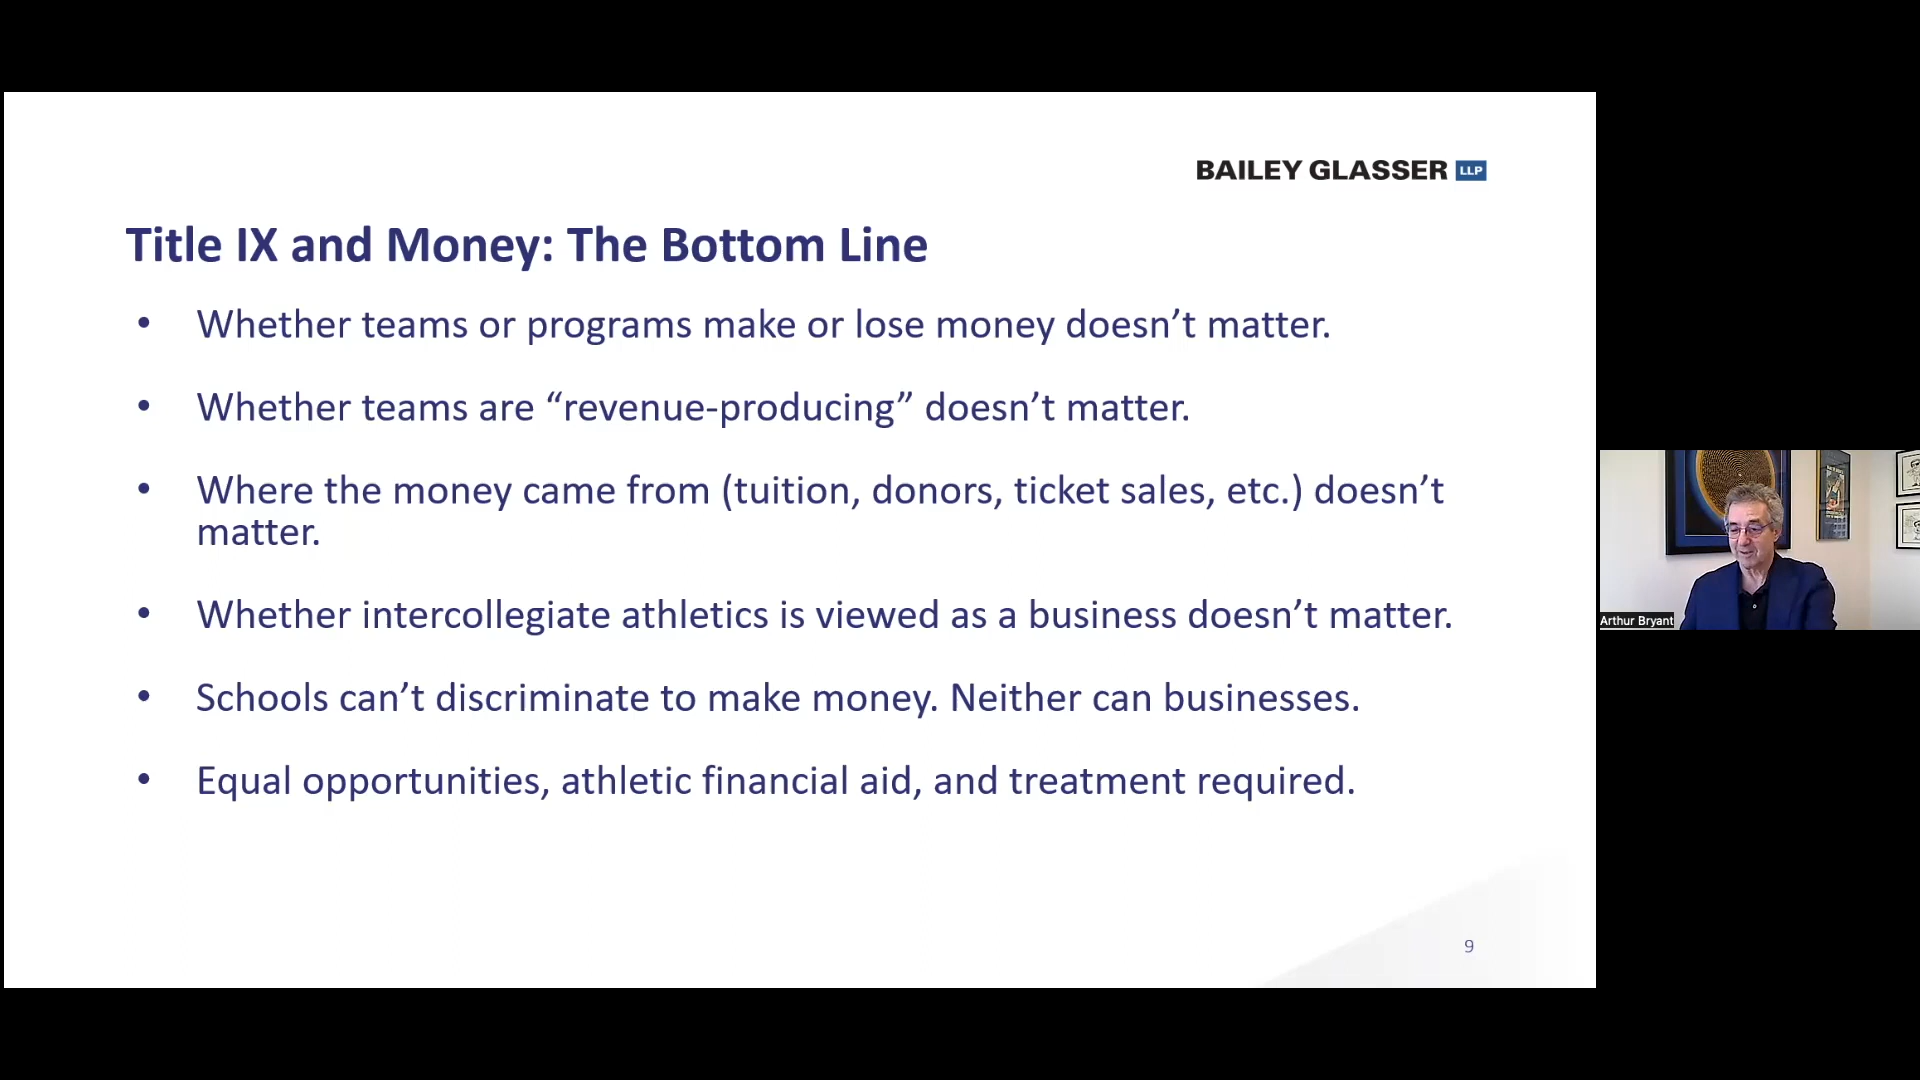 BAILEY GLASSER LLP
Title IX and Money: The Bottom Line
• Whether teams or programs make or lose money doesn’t matter.
• Whether teams are “revenue-producing” doesn’t matter.
• Where the money came from (tuition, donors, ticket sales, etc.) doesn’t
matter.
• Whether intercollegiate athletics is viewed as a business doesn’t matter.
• Schools can’t discriminate to make money. Neither can businesses.
• Equal opportunities, athletic financial aid, and treatment required.
9
Arthur Bryant